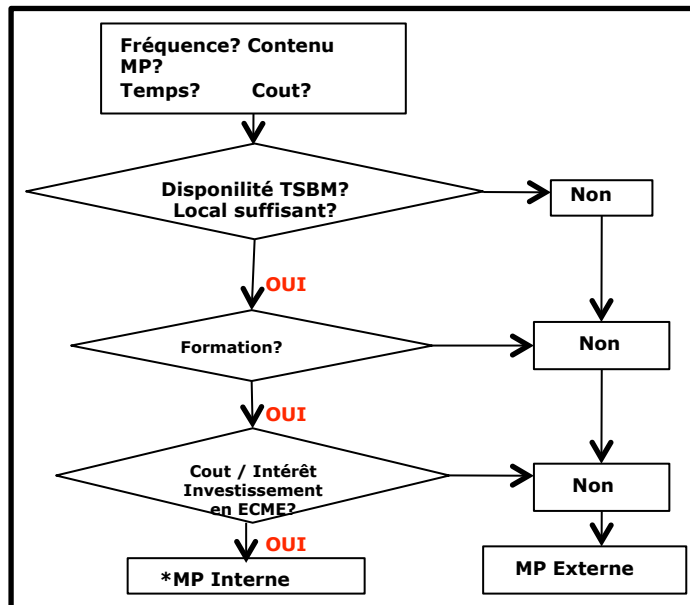 Fréquence? Contenu
MP?
Temps? Cout?
Disponilité TSBM?
Local suffisant?
Non
OUI
Formation?
Non
OUI
Cout / Intérêt
Investissement
en ECME?
Non
OUI
*MP Interne
MP Externe